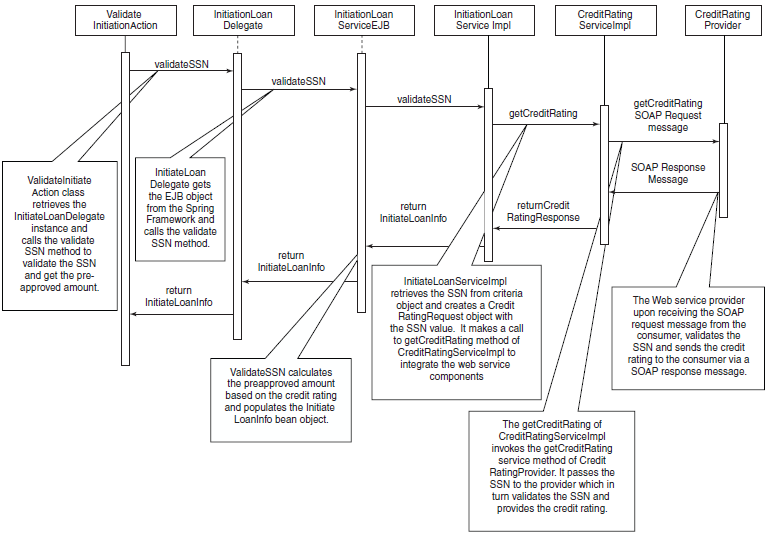 Validate
InitiationAction
InitiationLoan
Delegate
InitiationLoan
ServiceEJB
InitiationLoan
Service Impl
CreditRating
ServiceImpl
CreditRating
Provider
validateSSN
validateSSN
validateSSN
getCreditRating
getCreditRating
SOAP Request
message
SOAP Response
Message
returnCredit
RatingResponse
return
InitiateLoanInfo
return
InitiateLoanInfo
return
InitiateLoanInfo
ValidateInitiate
Action class
retrieves the
InitiateLoanDelegate
instance and
calls the validate
SSN method to
validate the SSN
and get the pre-
approved amount.
InitiateLoan
Delegate gets
the EJB object
from the Spring
Framework and
calls the validate
SSN method.
ValidateSSN calculates
the preapproved amount
based on the credit rating
and populates the Initiate
LoanInfo bean object.
InitiateLoanServiceImpl
retrieves the SSN from criteria
object and creates a Credit
RatingRequest object with
the SSN value. It makes a call
to getCreditRating method of
CreditRatingServiceImpl to
integrate the web service
components
The getCreditRating of
CreditRatingServiceImpl
invokes the getCreditRating
service method of Credit
RatingProvider. It passes the
SSN to the provider which in
turn validates the SSN and
provides the credit rating.
The Web service provider
upon receiving the SOAP
request message from the
consumer, validates the
SSN and sends the credit
rating to the consumer via a
SOAP response message.